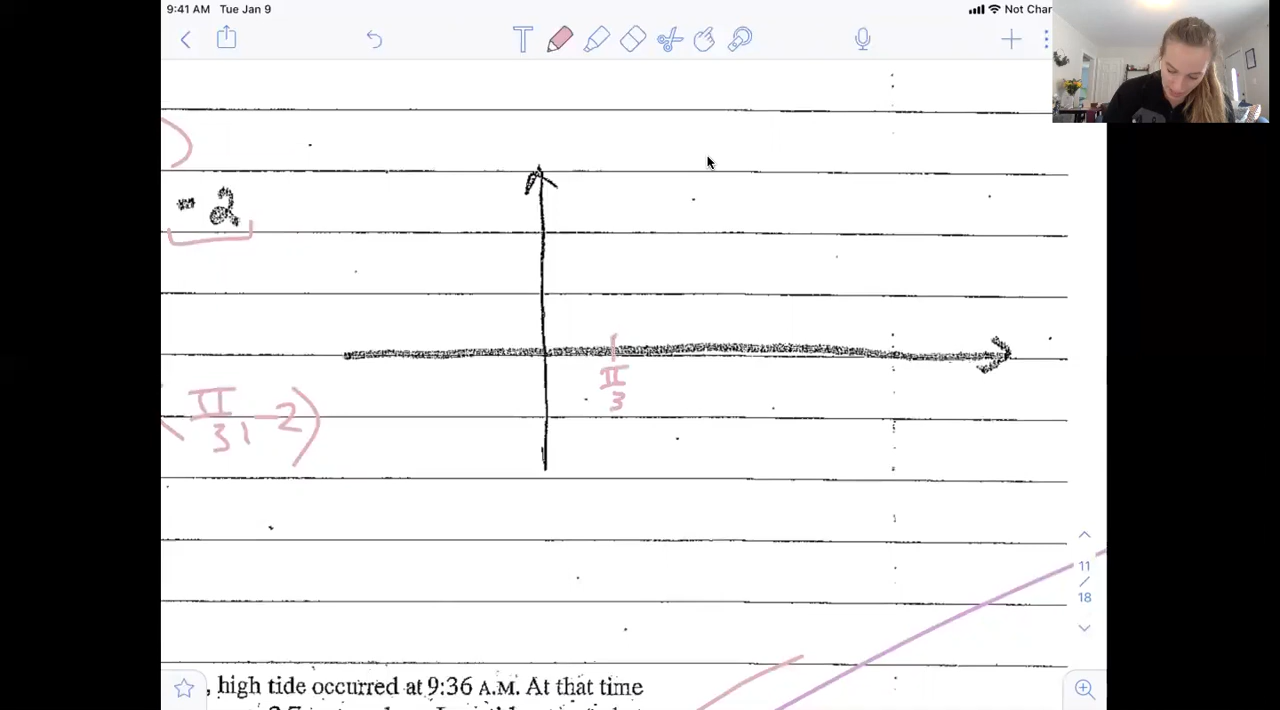 9:41 AM Tue Jan 9
Not Char
T
)
- 2
π
3
π
3, -2)
11
/
18
, high tide occurred at 9:36 A.M. At that time